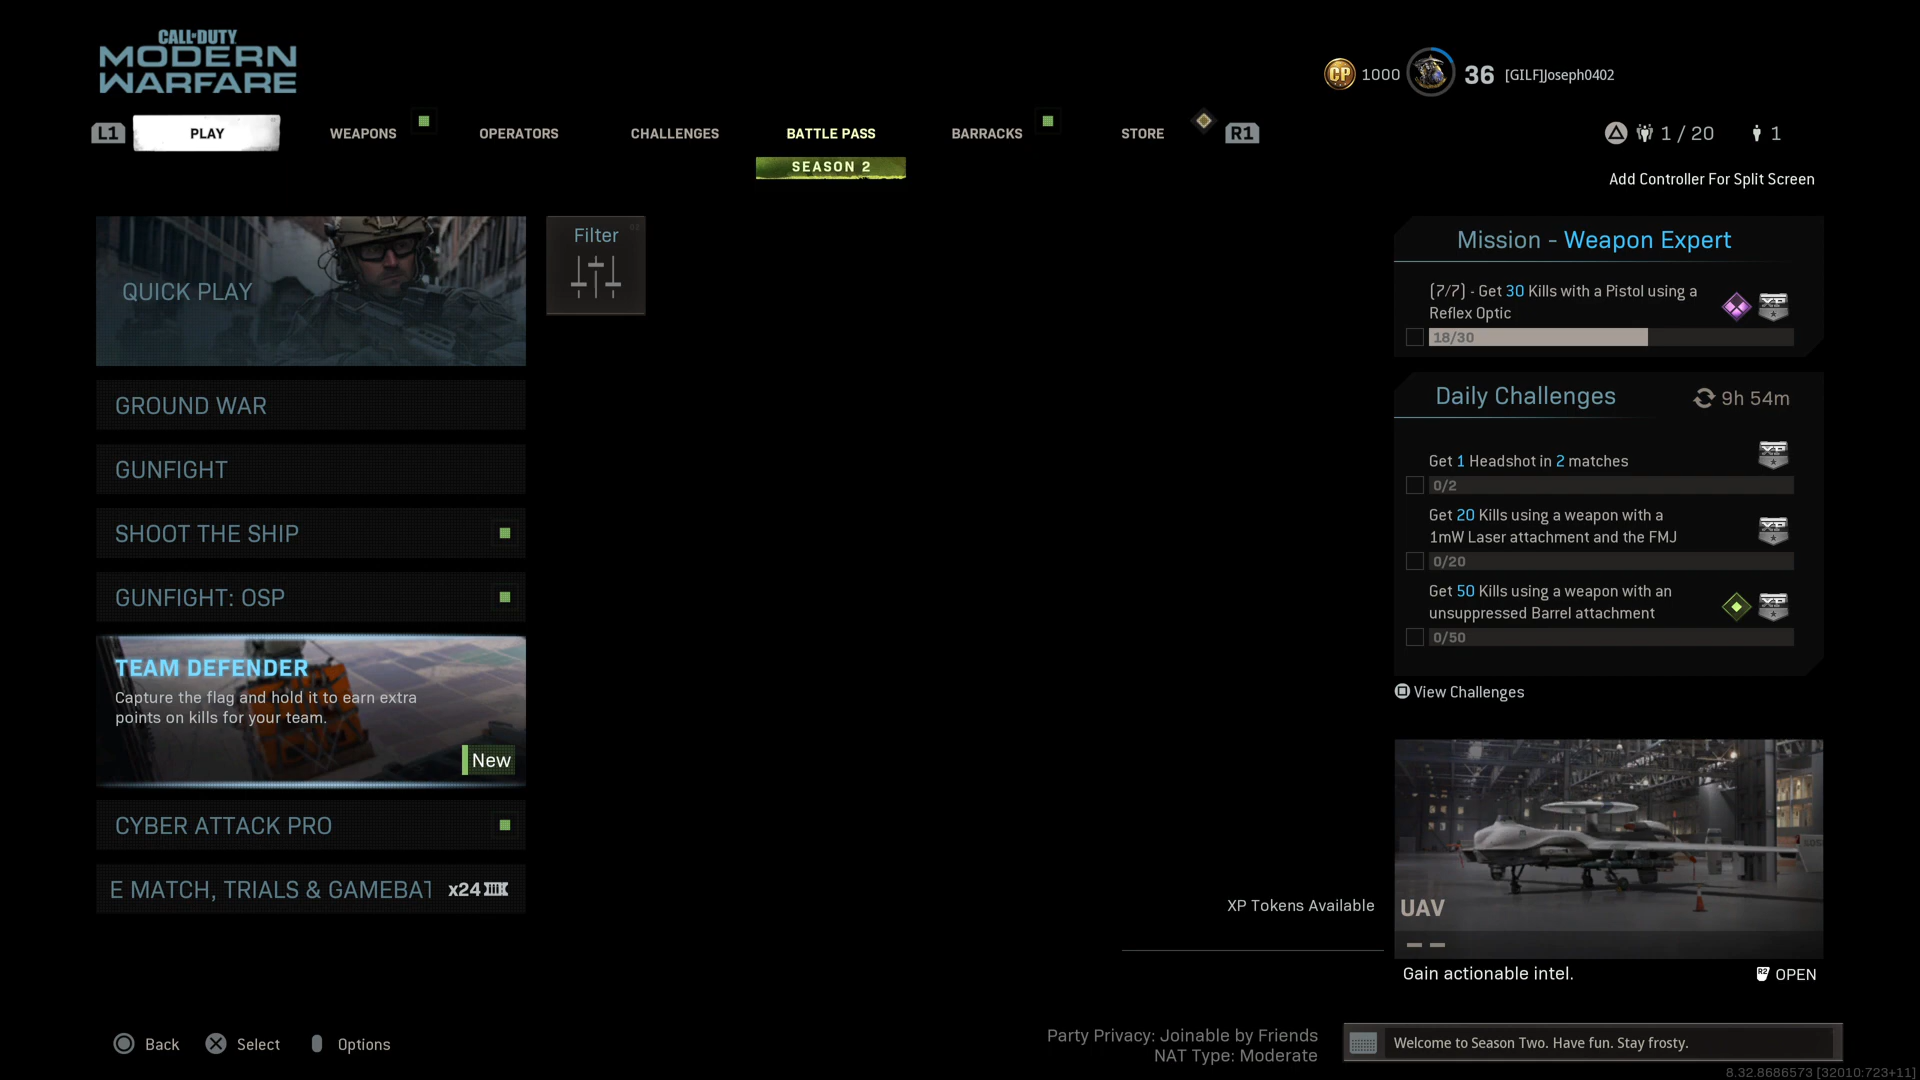 CALL OF DUTY
MODERN
WARFARE
CP 1000 36 [GILF]Joseph0402
L1 PLAY WEAPONS OPERATORS CHALLENGES BATTLE PASS BARRACKS STORE R1
1 / 20 1
SEASON 2
Add Controller For Split Screen
QUICK PLAY
GROUND WAR
GUNFIGHT
SHOOT THE SHIP
GUNFIGHT: OSP
TEAM DEFENDER
Capture the flag and hold it to earn extra
points on kills for your team.
New
CYBER ATTACK PRO
E MATCH, TRIALS & GAMEBAT x24
Filter
Mission - Weapon Expert
(7/7) - Get 30 Kills with a Pistol using a
Reflex Optic
XP
18/30
Daily Challenges 9h 54m
Get 1 Headshot in 2 matches
XP
0/2
Get 20 Kills using a weapon with a
1mW Laser attachment and the FMJ
XP
0/20
Get 50 Kills using a weapon with an
unsuppressed Barrel attachment
XP
0/50
View Challenges
XP Tokens Available
UAV
Gain actionable intel.
R2 OPEN
Back Select Options
Party Privacy: Joinable by Friends
NAT Type: Moderate
Welcome to Season Two. Have fun. Stay frosty.
8.32.8686573 [32010:723+11]